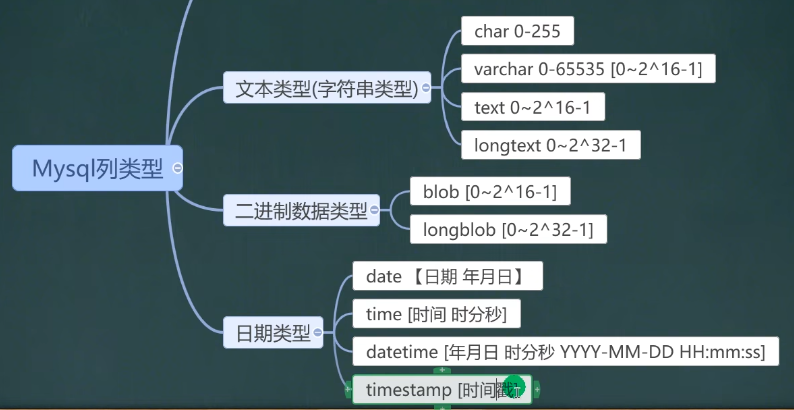 Mysql列类型
文本类型(字符串类型)
char 0-255
varchar 0-65535 [0~2^16-1]
text 0~2^16-1
longtext 0~2^32-1
二进制数据类型
blob [0~2^16-1]
longblob [0~2^32-1]
日期类型
date 【日期 年月日】
time [时间 时分秒]
datetime [年月日 时分秒 YYYY-MM-DD HH:mm:ss]
timestamp [时间戳]